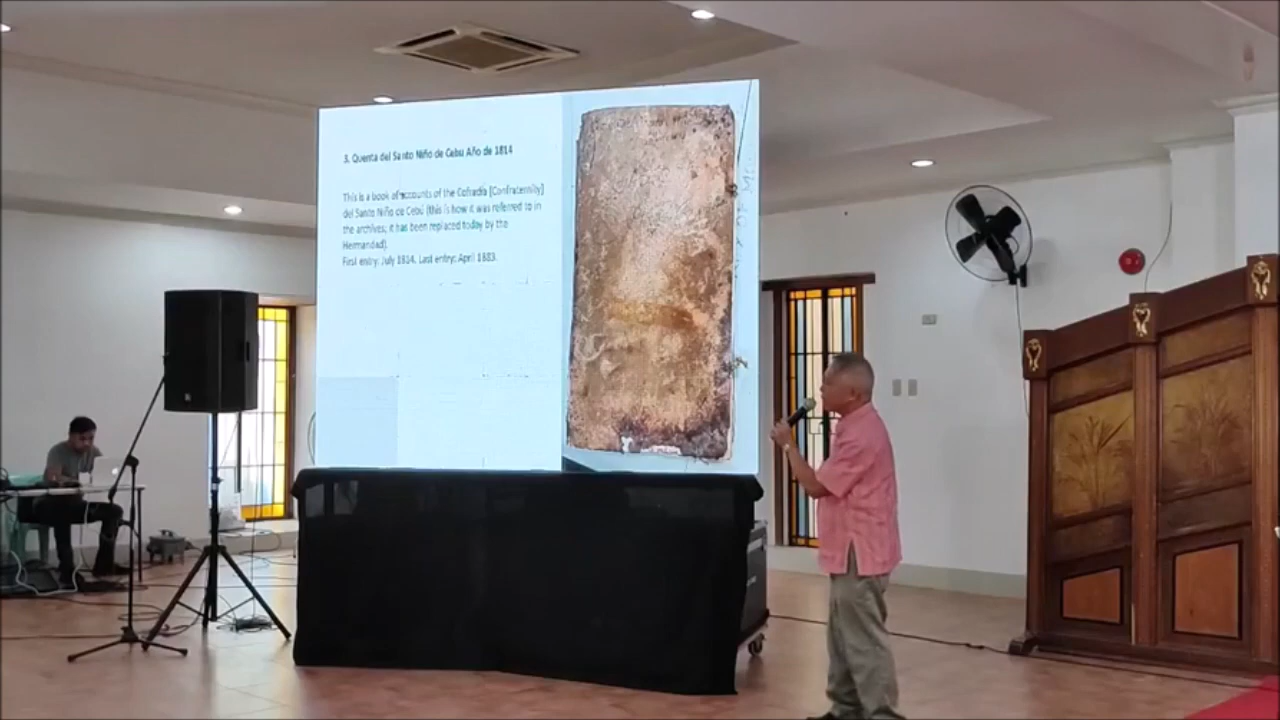 3. Quenta del Santo Niño de Cebu Año de 1814
This is a book of accounts of the Cofradia [Confraternity]
del Santo Niño de Cebú (this is how it was referred to in
the archives; it has been replaced today by the
Hermandad).
First entry: July 1814. Last entry: April 1883.